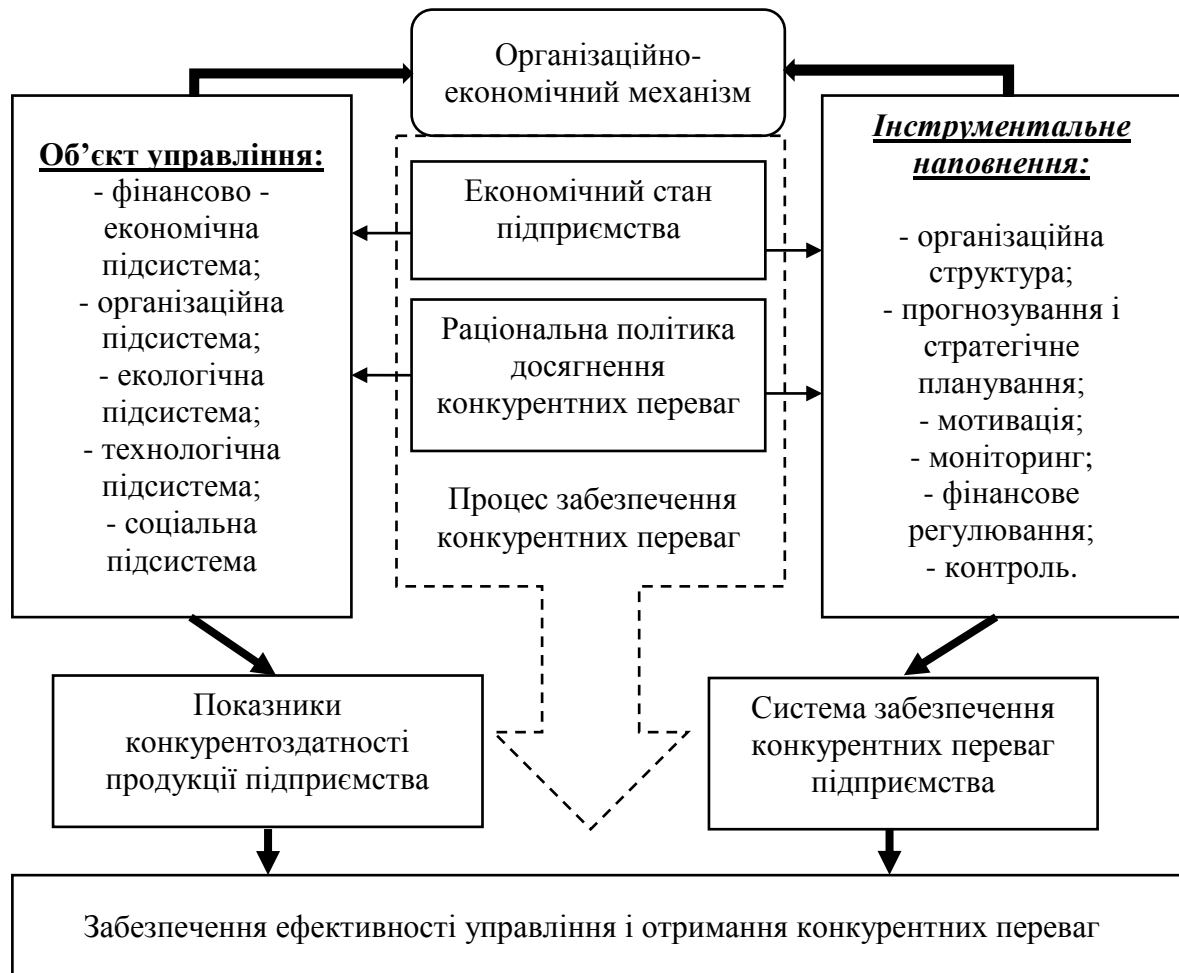 Організаційно-
економічний механізм
Об’єкт управління:
- фінансово -
економічна
підсистема;
- організаційна
підсистема;
- екологічна
підсистема;
- технологічна
підсистема;
- соціальна
підсистема
Економічний стан
підприємства
Раціональна політика
досягнення
конкурентних переваг
Процес забезпечення
конкурентних переваг
Інструментальне
наповнення:
- організаційна
структура;
- прогнозування і
стратегічне
планування;
- мотивація;
- моніторинг;
- фінансове
регулювання;
- контроль.
Показники
конкурентоздатності
продукції підприємства
Система забезпечення
конкурентних переваг
підприємства
Забезпечення ефективності управління і отримання конкурентних переваг